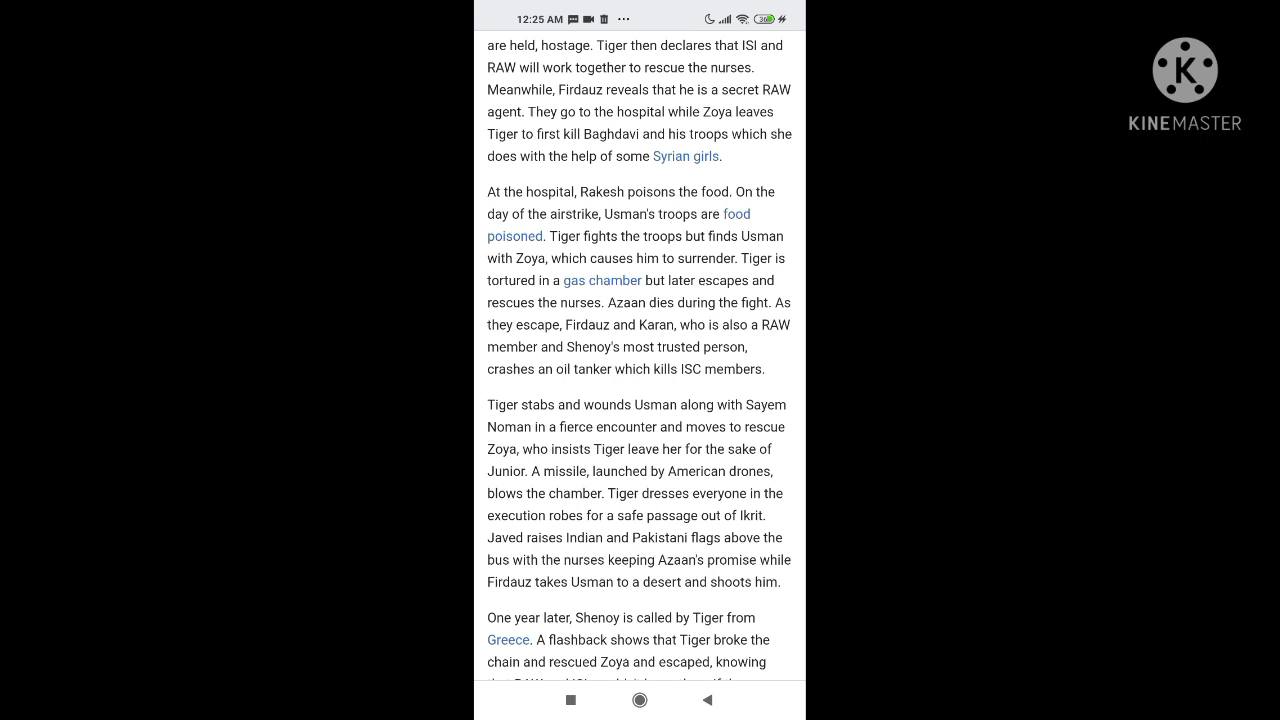 12:25 AM
36
are held, hostage. Tiger then declares that ISI and
RAW will work together to rescue the nurses.
Meanwhile, Firdauz reveals that he is a secret RAW
agent. They go to the hospital while Zoya leaves
Tiger to first kill Baghdavi and his troops which she
does with the help of some Syrian girls.
At the hospital, Rakesh poisons the food. On the
day of the airstrike, Usman's troops are food
poisoned. Tiger fights the troops but finds Usman
with Zoya, which causes him to surrender. Tiger is
tortured in a gas chamber but later escapes and
rescues the nurses. Azaan dies during the fight. As
they escape, Firdauz and Karan, who is also a RAW
member and Shenoy's most trusted person,
crashes an oil tanker which kills ISC members.
Tiger stabs and wounds Usman along with Sayem
Noman in a fierce encounter and moves to rescue
Zoya, who insists Tiger leave her for the sake of
Junior. A missile, launched by American drones,
blows the chamber. Tiger dresses everyone in the
execution robes for a safe passage out of Ikrit.
Javed raises Indian and Pakistani flags above the
bus with the nurses keeping Azaan's promise while
Firdauz takes Usman to a desert and shoots him.
One year later, Shenoy is called by Tiger from
Greece. A flashback shows that Tiger broke the
chain and rescued Zoya and escaped, knowing
K
KINEMASTER